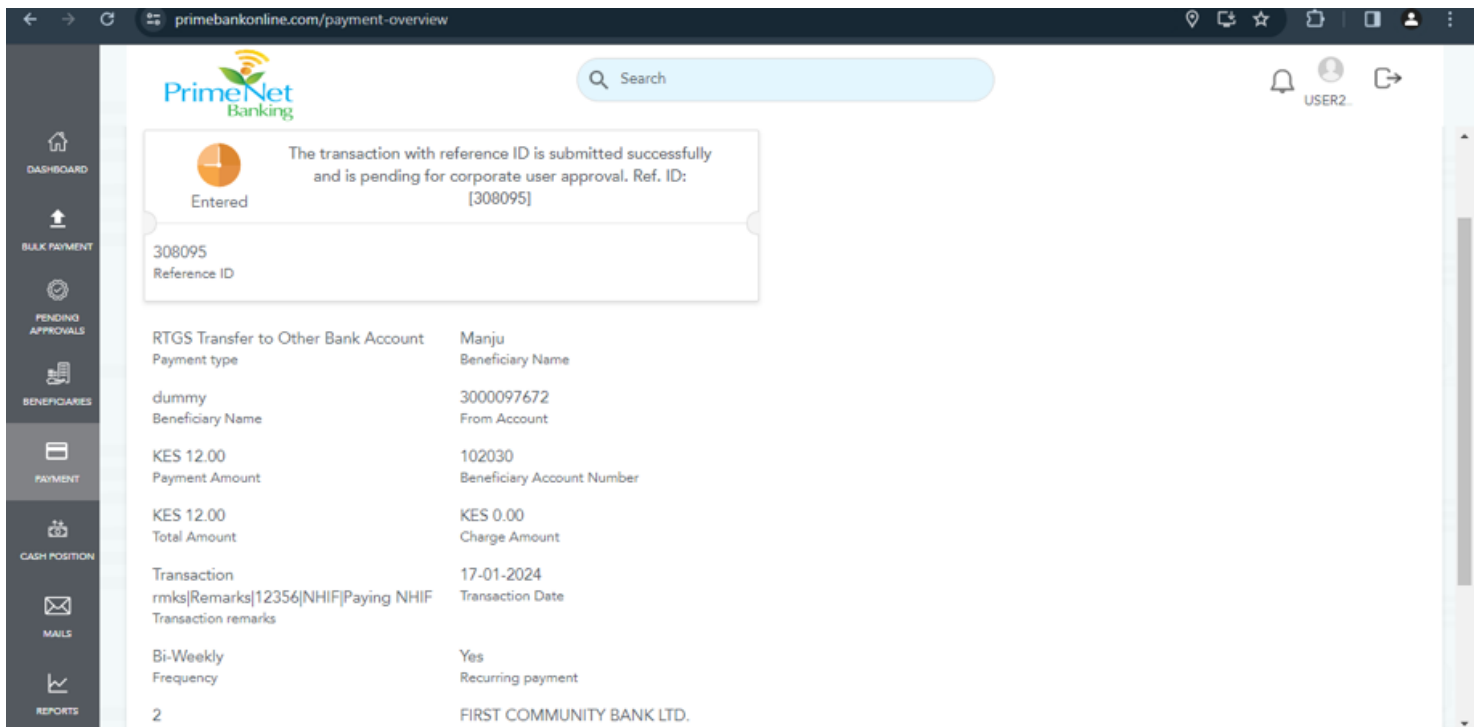 primebankonline.com/payment-overview
PrimeNet
Banking
Search
USER2..
DASHBOARD
BULK PAYMENT
PENDING
APPROVALS
BENEFICIARIES
PAYMENT
CASH POSITION
MAILS
REPORTS
Entered
The transaction with reference ID is submitted successfully
and is pending for corporate user approval. Ref. ID:
[308095]
308095
Reference ID
RTGS Transfer to Other Bank Account
Payment type
Manju
Beneficiary Name
dummy
Beneficiary Name
3000097672
From Account
KES 12.00
Payment Amount
102030
Beneficiary Account Number
KES 12.00
Total Amount
KES 0.00
Charge Amount
Transaction
rmks|Remarks|12356|NHIF|Paying NHIF
Transaction remarks
17-01-2024
Transaction Date
Bi-Weekly
Frequency
Yes
Recurring payment
2
FIRST COMMUNITY BANK LTD.